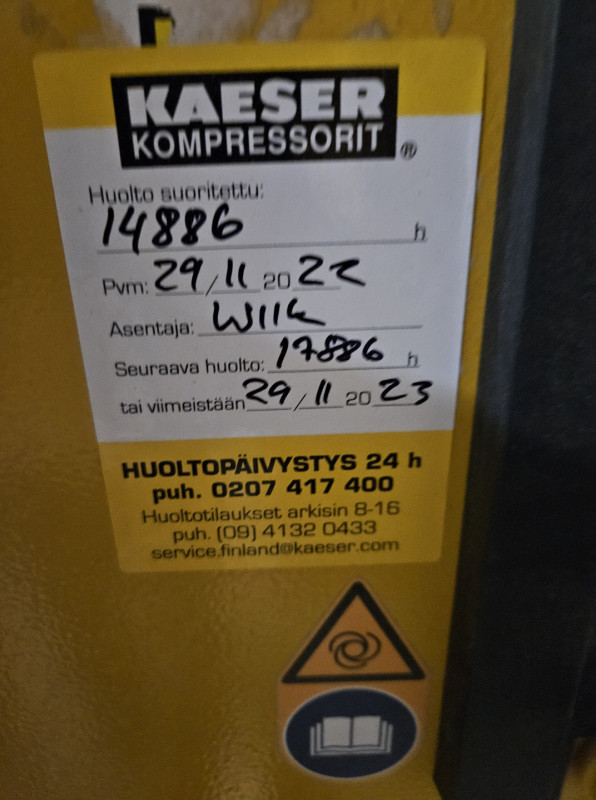 KAESER
KOMPRESSORIT ®
Huolto suoritettu:
14886 h
Pvm: 29/11 2022
Asentaja: Wiik
Seuraava huolto: 17886 h
tai viimeistään 29/11 2023
HUOLTOPÄIVYSTYS 24 h
puh. 0207 417 400
Huoltotilaukset arkisin 8-16
puh. (09) 4132 0433
service.finland@kaeser.com